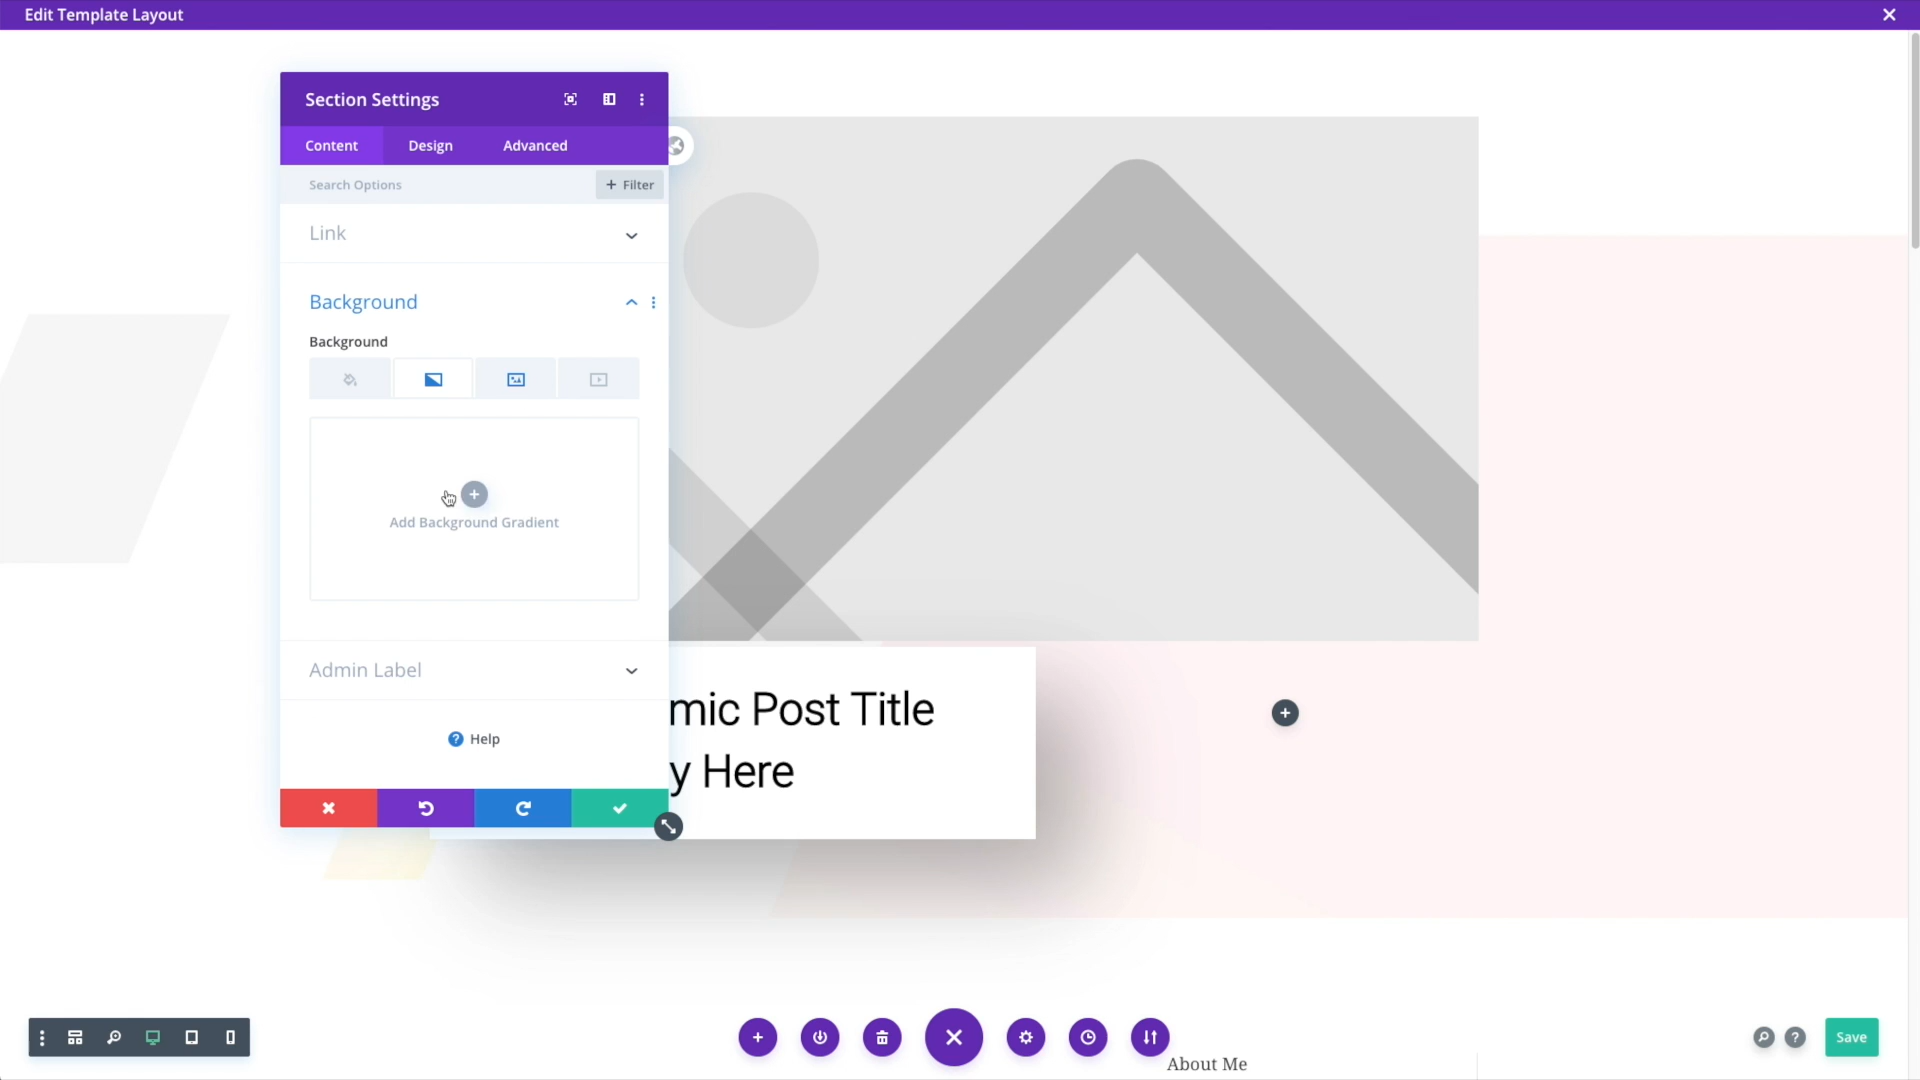 Edit Template Layout
Section Settings
Content
Design
Advanced
Search Options
+ Filter
Link
Background
Background
Add Background Gradient
Admin Label
mic Post Title
y Here
Help
Save
About Me